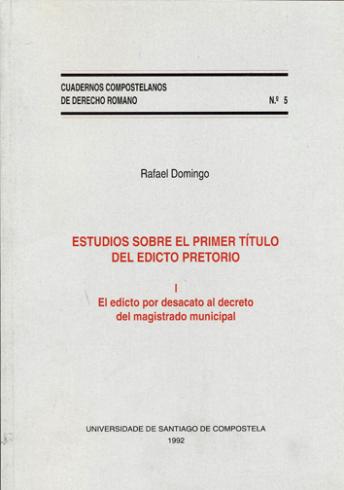 CUADERNOS COMPOSTELANOS
DE DERECHO ROMANO N.º 5
Rafael Domingo
ESTUDIOS SOBRE EL PRIMER TÍTULO
DEL EDICTO PRETORIO
I
El edicto por desacato al decreto
del magistrado municipal
UNIVERSIDADE DE SANTIAGO DE COMPOSTELA
1992